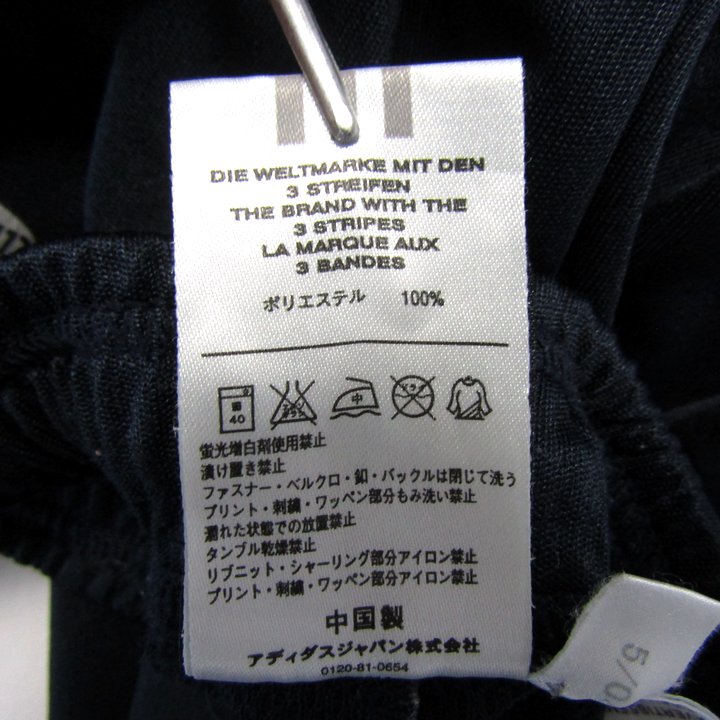 DIE WELTMARKE MIT DEN
3 STREIFEN
THE BRAND WITH THE
3 STRIPES
LA MARQUE AUX
3 BANDES
ポリエステル 100%
40 中
蛍光増白剤使用禁止
漬け置き禁止
ファスナー・ベルクロ・釦・バックルは閉じて洗う
プリント・刺繍・ワッペン部分もみ洗い禁止
濡れた状態での放置禁止
タンブル乾燥禁止
リブニット・シャーリング部分アイロン禁止
プリント・刺繍・ワッペン部分アイロン禁止
中国製
アディダスジャパン株式会社
0120-81-0654
5/0